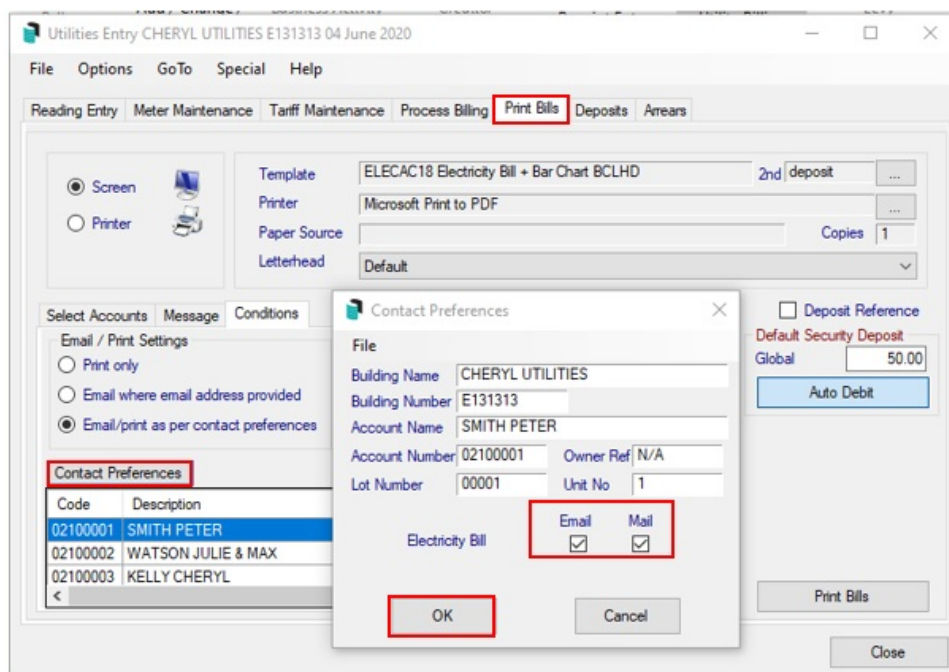 Utilities Entry CHERYL UTILITIES E131313 04 June 2020
File Options GoTo Special Help
Reading Entry Meter Maintenance Tariff Maintenance Process Billing Print Bills Deposits Arrears
Screen
Printer
Template ELECAC18 Electricity Bill + Bar Chart BCLHD 2nd deposit ...
Printer Microsoft Print to PDF ...
Paper Source Copies 1
Letterhead Default
Select Accounts Message Conditions
Email / Print Settings
Print only
Email where email address provided
Email/print as per contact preferences
Contact Preferences
Code Description
02100001 SMITH PETER
02100002 WATSON JULIE & MAX
02100003 KELLY CHERYL
Contact Preferences
File
Building Name CHERYL UTILITIES
Building Number E131313
Account Name SMITH PETER
Account Number 02100001 Owner Ref N/A
Lot Number 00001 Unit No 1
Email Mail
Electricity Bill
OK Cancel
Deposit Reference
Default Security Deposit
Global 50.00
Auto Debit
Print Bills
Close